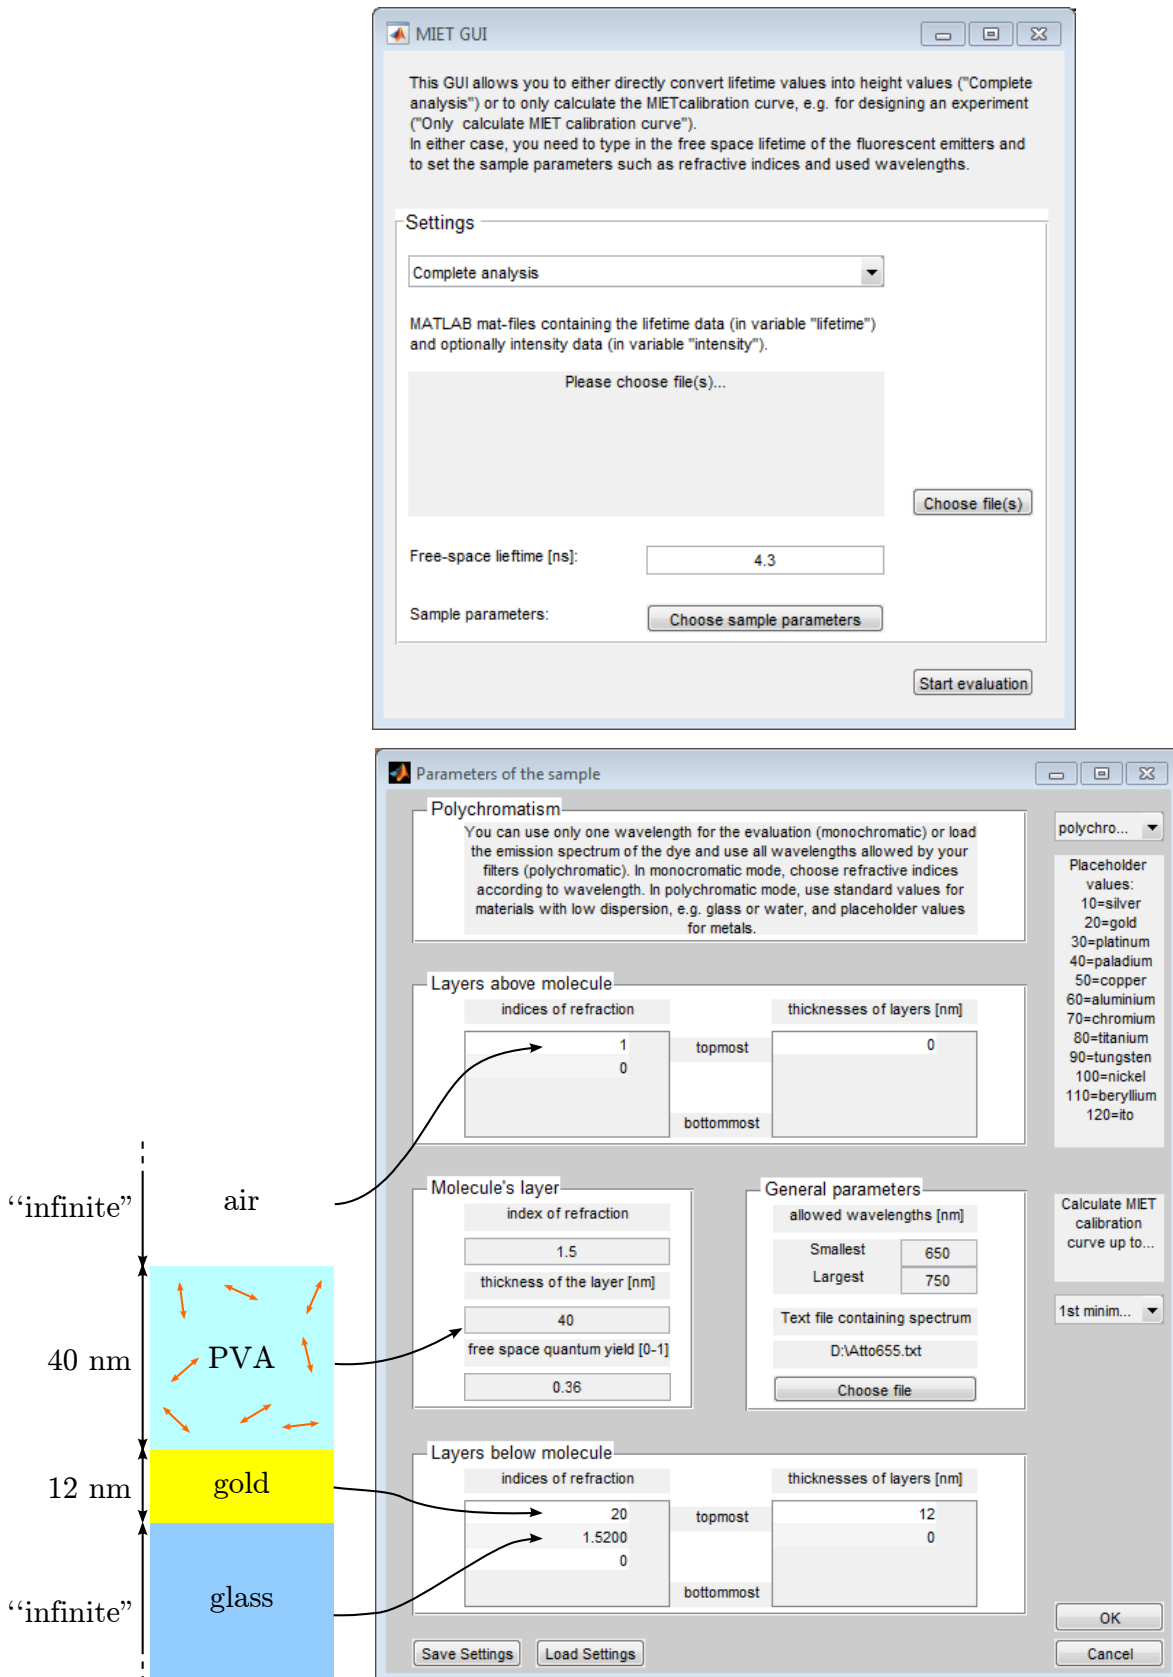 MIET GUI
This GUI allows you to either directly convert lifetime values into height values ("Complete
analysis") or to only calculate the MIETcalibration curve, e.g. for designing an experiment
("Only calculate MIET calibration curve").
In either case, you need to type in the free space lifetime of the fluorescent emitters and
to set the sample parameters such as refractive indices and used wavelengths.
Settings
Complete analysis
MATLAB mat-files containing the lifetime data (in variable "lifetime")
and optionally intensity data (in variable "intensity").
Please choose file(s)...
Choose file(s)
Free-space lieftime [ns]:
4.3
Sample parameters:
Choose sample parameters
Start evaluation
Parameters of the sample
Polychromatism
You can use only one wavelength for the evaluation (monochromatic) or load
the emission spectrum of the dye and use all wavelengths allowed by your
filters (polychromatic). In monocromatic mode, choose refractive indices
according to wavelength. In polychromatic mode, use standard values for
materials with low dispersion, e.g. glass or water, and placeholder values
for metals.
polychro...
Placeholder
values:
10=silver
20=gold
30=platinum
40=paladium
50=copper
60=aluminium
70=chromium
80=titanium
90=tungsten
100=nickel
110=beryllium
120=ito
Layers above molecule
indices of refraction
thicknesses of layers [nm]
1
topmost
0
0
bottommost
Molecule's layer
index of refraction
1.5
thickness of the layer [nm]
40
free space quantum yield [0-1]
0.36
General parameters
allowed wavelengths [nm]
Smallest
650
Largest
750
Text file containing spectrum
D:\Atto655.txt
Choose file
Calculate MIET
calibration
curve up to...
1st minim...
Layers below molecule
indices of refraction
thicknesses of layers [nm]
20
topmost
12
1.5200
0
0
bottommost
Save Settings
Load Settings
OK
Cancel
“infinite”
air
40 nm
PVA
12 nm
gold
“infinite”
glass